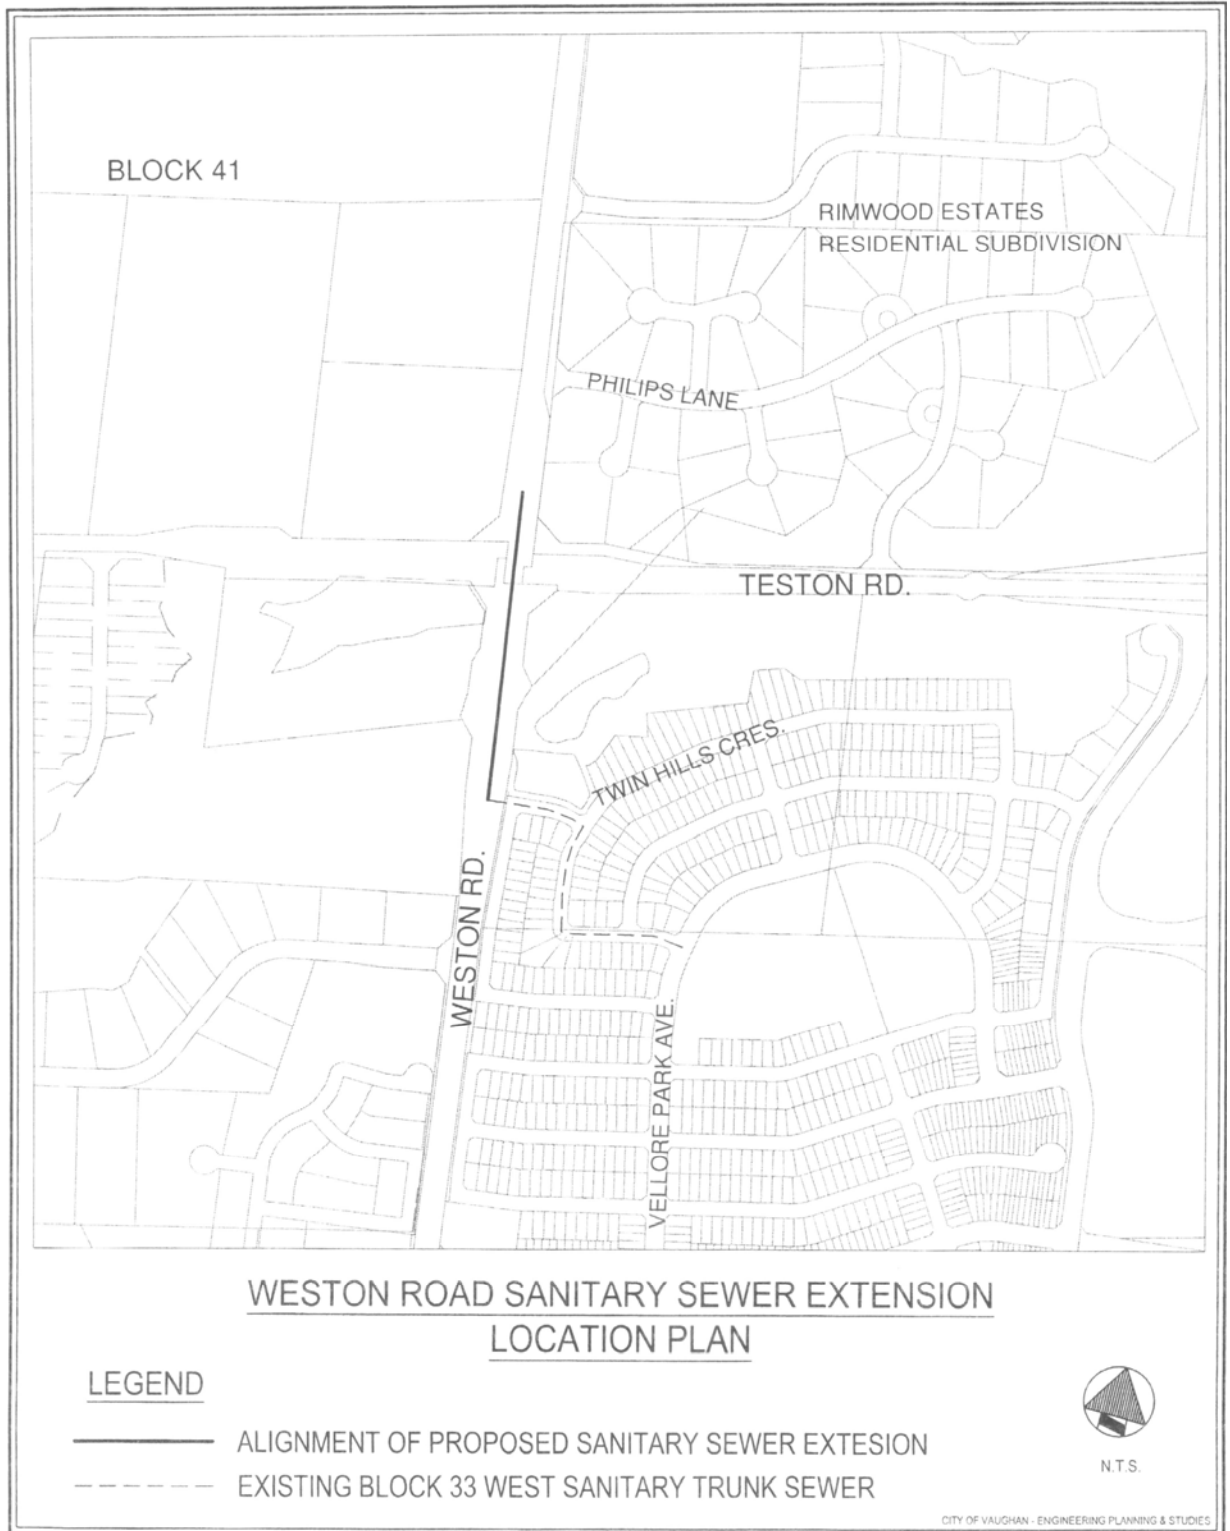 BLOCK 41
RIMWOOD ESTATES
RESIDENTIAL SUBDIVISION
PHILIPS LANE
TESTON RD.
TWIN HILLS CRES.
WESTON RD.
VELLORE PARK AVE.
WESTON ROAD SANITARY SEWER EXTENSION
LOCATION PLAN
LEGEND
ALIGNMENT OF PROPOSED SANITARY SEWER EXTESION
EXISTING BLOCK 33 WEST SANITARY TRUNK SEWER
N.T.S.
CITY OF VAUGHAN - ENGINEERING PLANNING & STUDIES